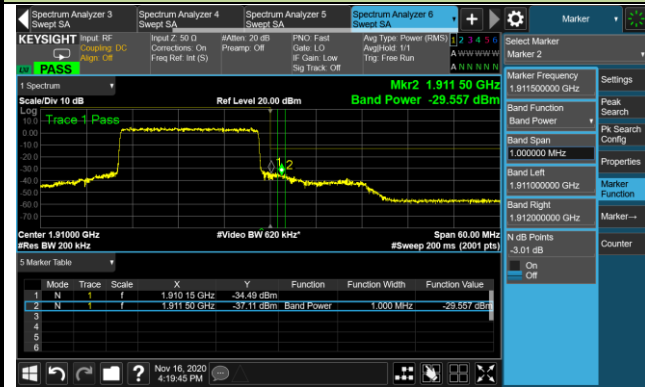 Spectrum Analyzer 3
Swept SA
Spectrum Analyzer 4
Swept SA
Spectrum Analyzer 5
Swept SA
Spectrum Analyzer 6
Swept SA
Marker
KEYSIGHT
Input: RF
Coupling: DC
Align: Off
Input Z: 50 Ω
Corrections: On
Freq Ref: Int (S)
#Atten: 20 dB
Preamp: Off
PNO: Fast
Gate: LO
IF Gain: Low
Sig Track: Off
Avg Type: Power (RMS)
Avg|Hold: 1/1
Trig: Free Run
1 2 3 4 5 6
A W W W W W
A N N N N N
PASS
Select Marker
Marker 2
1 Spectrum
Mkr2 1.911 50 GHz
Scale/Div 10 dB
Ref Level 20.00 dBm
Band Power -29.557 dBm
Log
Trace 1 Pass
10.0
0.00
-10.0
-20.0
-30.0
-40.0
-50.0
-60.0
-70.0
1
2
Center 1.91000 GHz
#Res BW 200 kHz
#Video BW 620 kHz*
Span 60.00 MHz
#Sweep 200 ms (2001 pts)
Marker Frequency
1.911500000 GHz
Band Function
Band Power
Band Span
1.000000 MHz
Band Left
1.911000000 GHz
Band Right
1.912000000 GHz
N dB Points
-3.01 dB
On
Off
Settings
Peak Search
Pk Search Config
Properties
Marker Function
Marker→
Counter
5 Marker Table
Mode Trace Scale X Y Function Function Width Function Value
1 N 1 f 1.910 15 GHz -34.49 dBm
2 N 1 f 1.911 50 GHz -37.11 dBm Band Power 1.000 MHz -29.557 dBm
3
4
5
6
Nov 16, 2020
4:19:45 PM